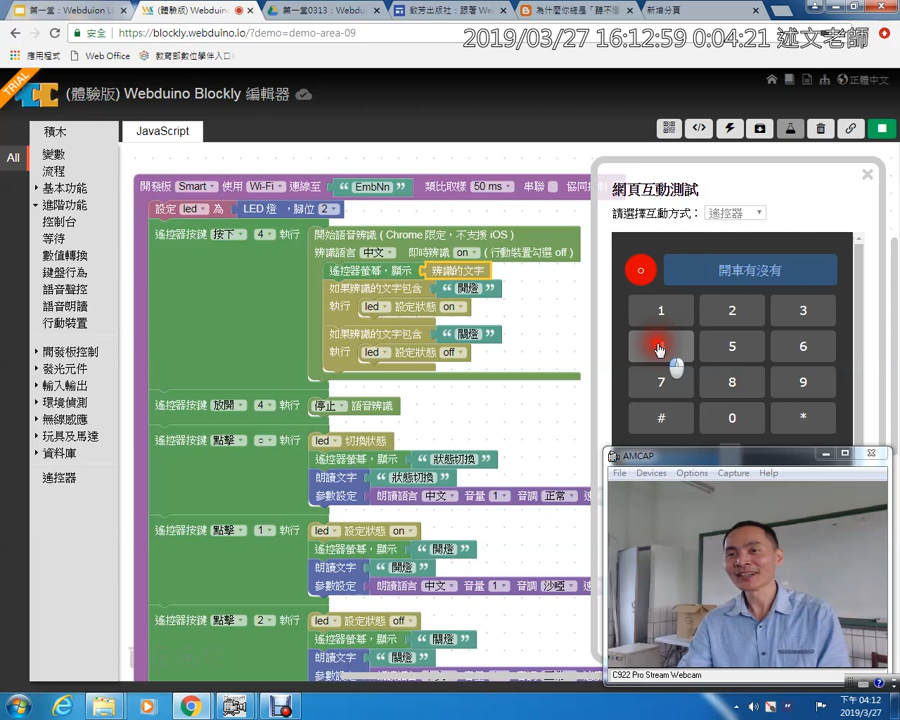 第一堂：Webduion L
(體驗版) Webduino
第一堂0313：Webdu
歡芳出版社：跟著 We
為什麼你總是「聽不懂
新增分頁
安全 https://blockly.webduino.io/?demo=demo-area-09
2019/03/27 16:12:59 0:04:21 述文老師
應用程式
Web Office
教育部數位學伴入口
TRIAL
(體驗版) Webduino Blockly 編輯器
正體中文
積木
JavaScript
All
變數
流程
基本功能
進階功能
控制台
等待
數值轉換
鍵盤行為
語音聲控
語音朗讀
行動裝置
開發板控制
發光元件
輸入輸出
環境偵測
無線感應
玩具及馬達
資料庫
遙控器
開發板 Smart 使用 Wi-Fi 連線至 “ EmbNn ” 類比取樣 50 ms 串聯 協同
設定 led 為 LED 燈，腳位 2
遙控器按鍵 按下 4 執行
開始語音辨識 ( Chrome 限定，不支援 iOS )
辨識語言 中文 即時辨識 on ( 行動裝置勾選 off )
遙控器螢幕，顯示 辨識的文字
如果辨識的文字包含 “ 開燈 ”
執行 led 設定狀態 on
如果辨識的文字包含 “ 關燈 ”
執行 led 設定狀態 off
遙控器按鍵 放開 4 執行 停止 語音辨識
遙控器按鍵 點擊 ○ 執行 led 切換狀態
遙控器螢幕，顯示 “ 狀態切換 ”
朗讀文字 “ 狀態切換 ”
參數設定 朗讀語言 中文 音量 1 音調 正常
遙控器按鍵 點擊 1 執行 led 設定狀態 on
遙控器螢幕，顯示 “ 開燈 ”
朗讀文字 “ 開燈 ”
參數設定 朗讀語言 中文 音量 1 音調 沙啞
遙控器按鍵 點擊 2 執行 led 設定狀態 off
遙控器螢幕，顯示 “ 關燈 ”
朗讀文字 “ 關燈 ”
網頁互動測試
請選擇互動方式： 遙控器
開車有沒有
1 2 3
5 6
7 8 9
# 0 *
AMCAP
File Devices Options Capture Help
C922 Pro Stream Webcam
下午 04:12
2019/3/27